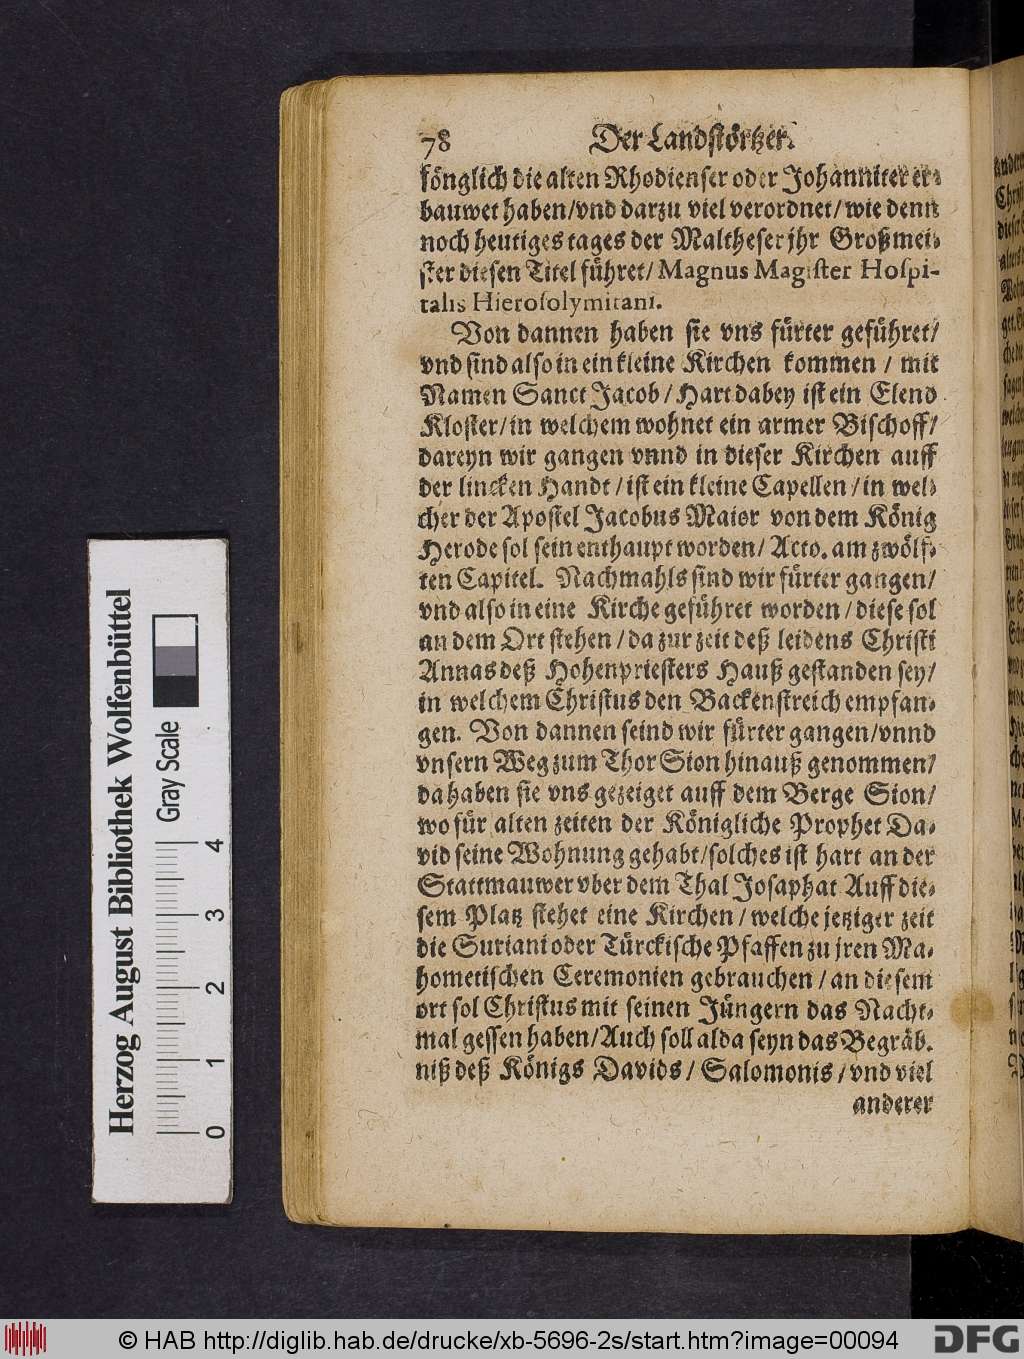 78 Der Landstörtzer.
könglich die alten Rhodienser oder Johanniter er-
bauwet haben/vnd darzu viel verordnet/wie denn
noch heutiges tages der Maltheser jhr Großmei-
ster diesen Titel führet/ Magnus Magister Hospi-
talis Hierosolymitani.
Von dannen haben sie vns fürter geführet/
vnd sind also in ein kleine Kirchen kommen / mit
Namen Sanct Jacob / Hart dabey ist ein Elend
Kloster/in welchem wohnet ein armer Bischoff/
dareyn wir gangen vnnd in dieser Kirchen auff
der lincken Handt / ist ein kleine Capellen / in wel-
cher der Apostel Jacobus Maior von dem König
Herode sol sein enthaupt worden/ Acto. am zwölf-
ten Capitel. Nachmahls sind wir fürter gangen/
vnd also in eine Kirche geführet worden / diese sol
an dem Ort stehen / da zur zeit deß leidens Christi
Annas deß Hohenpriesters Hauß gestanden sey/
in welchem Christus den Backenstreich empfan-
gen. Von dannen seind wir fürter gangen/vnnd
vnsern Weg zum Thor Sion hinauß genommen/
da haben sie vns gezeiget auff dem Berge Sion/
wo für alten zeiten der Königliche Prophet Da-
vid seine Wohnung gehabt/solches ist hart an der
Stattmauwer vber dem Thal Josaphat Auff die-
sem Platz stehet eine Kirchen / welche jetziger zeit
die Suriani oder Türckische Pfaffen zu jren Ma-
hometischen Ceremonien gebrauchen / an diesem
ort sol Christus mit seinen Jüngern das Nacht-
mal gessen haben/Auch soll alda seyn das Begräb-
niß deß Königs Davids / Salomonis / vnd viel
anderer
Herzog August Bibliothek Wolfenbüttel
Gray Scale
0 1 2 3 4
© HAB http://diglib.hab.de/drucke/xb-5696-2s/start.htm?image=00094
DFG